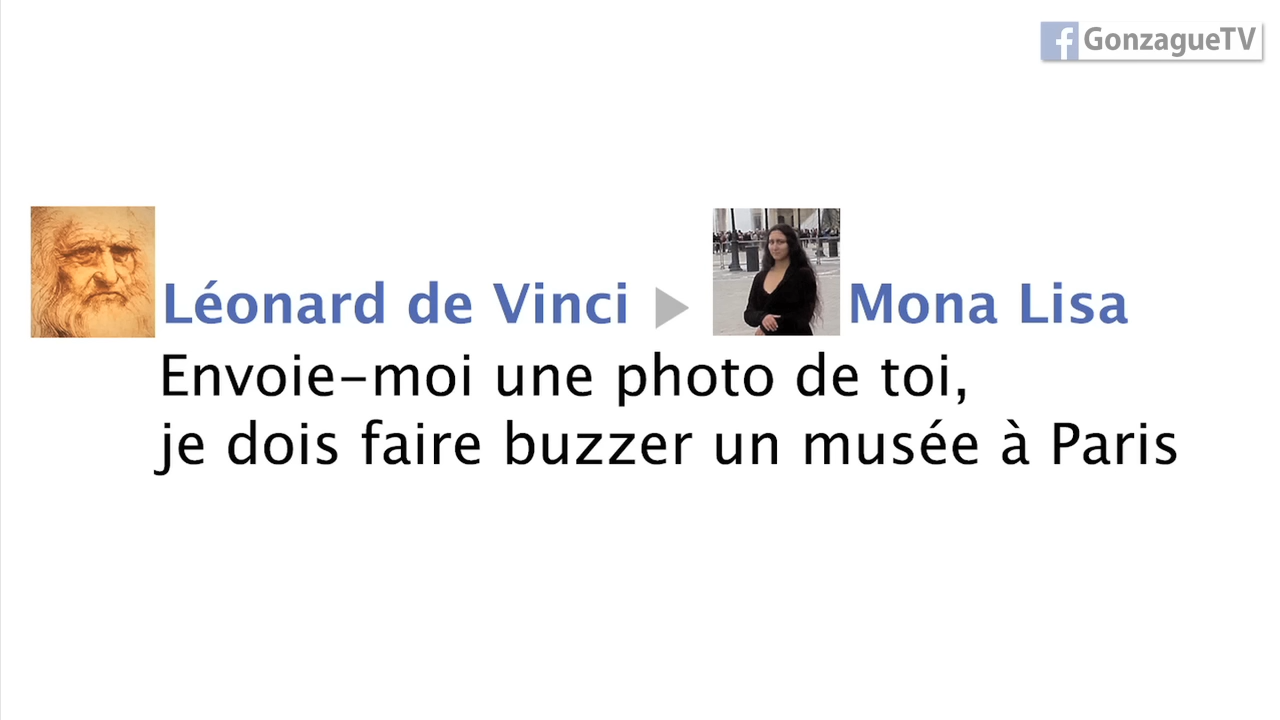 GonzagueTV
Léonard de Vinci Mona Lisa
Envoie-moi une photo de toi,
je dois faire buzzer un musée à Paris